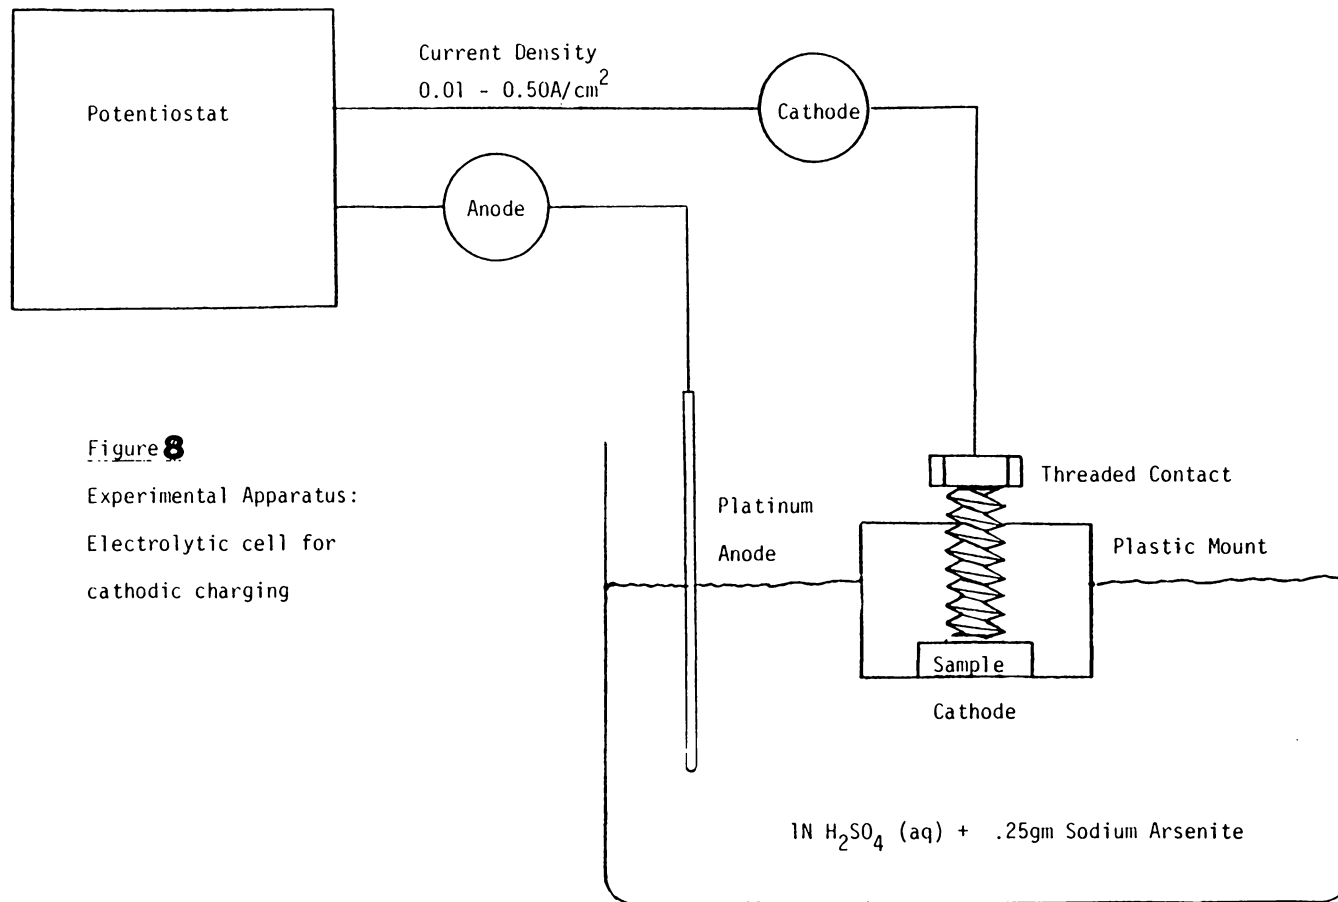 Current Density
0.01 - 0.50A/cm²
Potentiostat
Cathode
Anode
Figure 8
Experimental Apparatus:
Electrolytic cell for
cathodic charging
Threaded Contact
Platinum
Anode
Plastic Mount
Sample
Cathode
1N H₂SO₄ (aq) + .25gm Sodium Arsenite